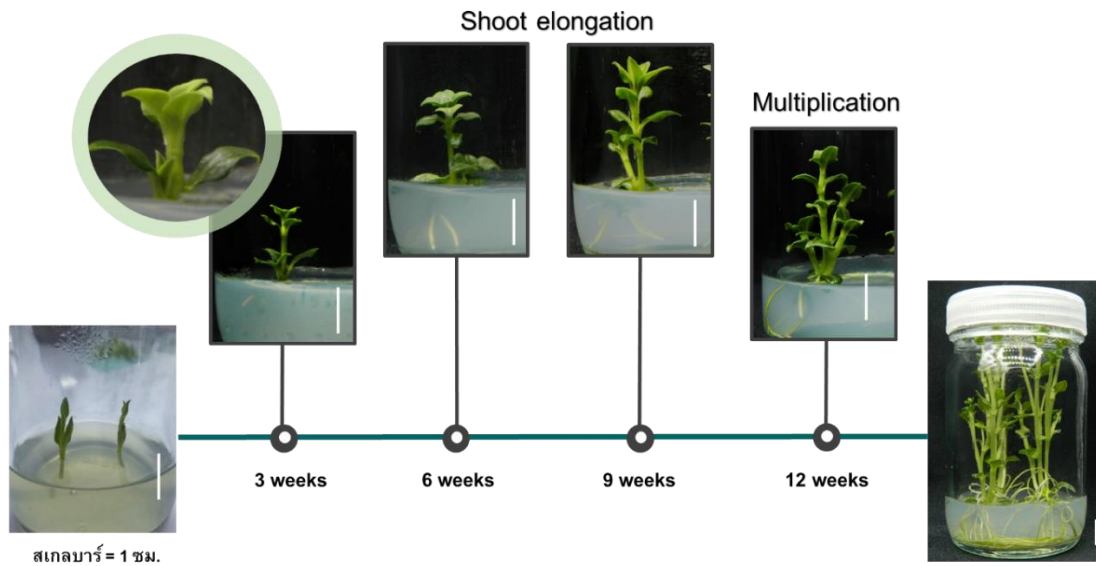 Shoot elongation
Multiplication
3 weeks
6 weeks
9 weeks
12 weeks
สเกลบาร์ = 1 ซม.